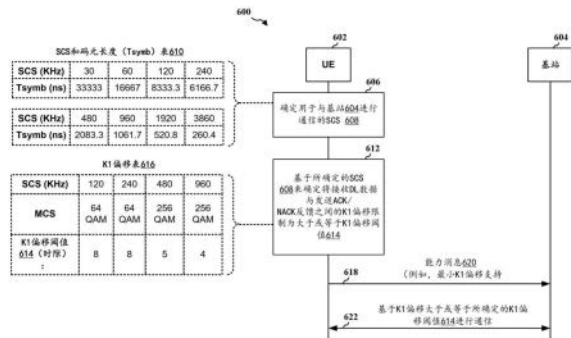 600
SCS和码元长度（Tsymb）表610
SCS (KHz) 30 60 120 240
Tsymb (ns) 33333 16667 8333.3 6166.7
SCS (KHz) 480 960 1920 3860
Tsymb (ns) 2083.3 1061.7 520.8 260.4
K1偏移表616
SCS (KHz) 120 240 480 960
MCS 64 QAM 64 QAM 256 QAM 256 QAM
K1偏移阈值
614（时隙）
: 8 8 5 4
602
UE
604
基站
606
确定用于与基站604进行
通信的SCS 608
612
基于所确定的SCS
608来确定将接收DL数据
与发送ACK/
NACK反馈之间的K1偏移限
制为大于或等于K1偏移阈
值614
618
能力消息620
（例如，最小K1偏移支持
622
基于K1偏移大于或等于所确定的K1偏
移阈值614进行通信